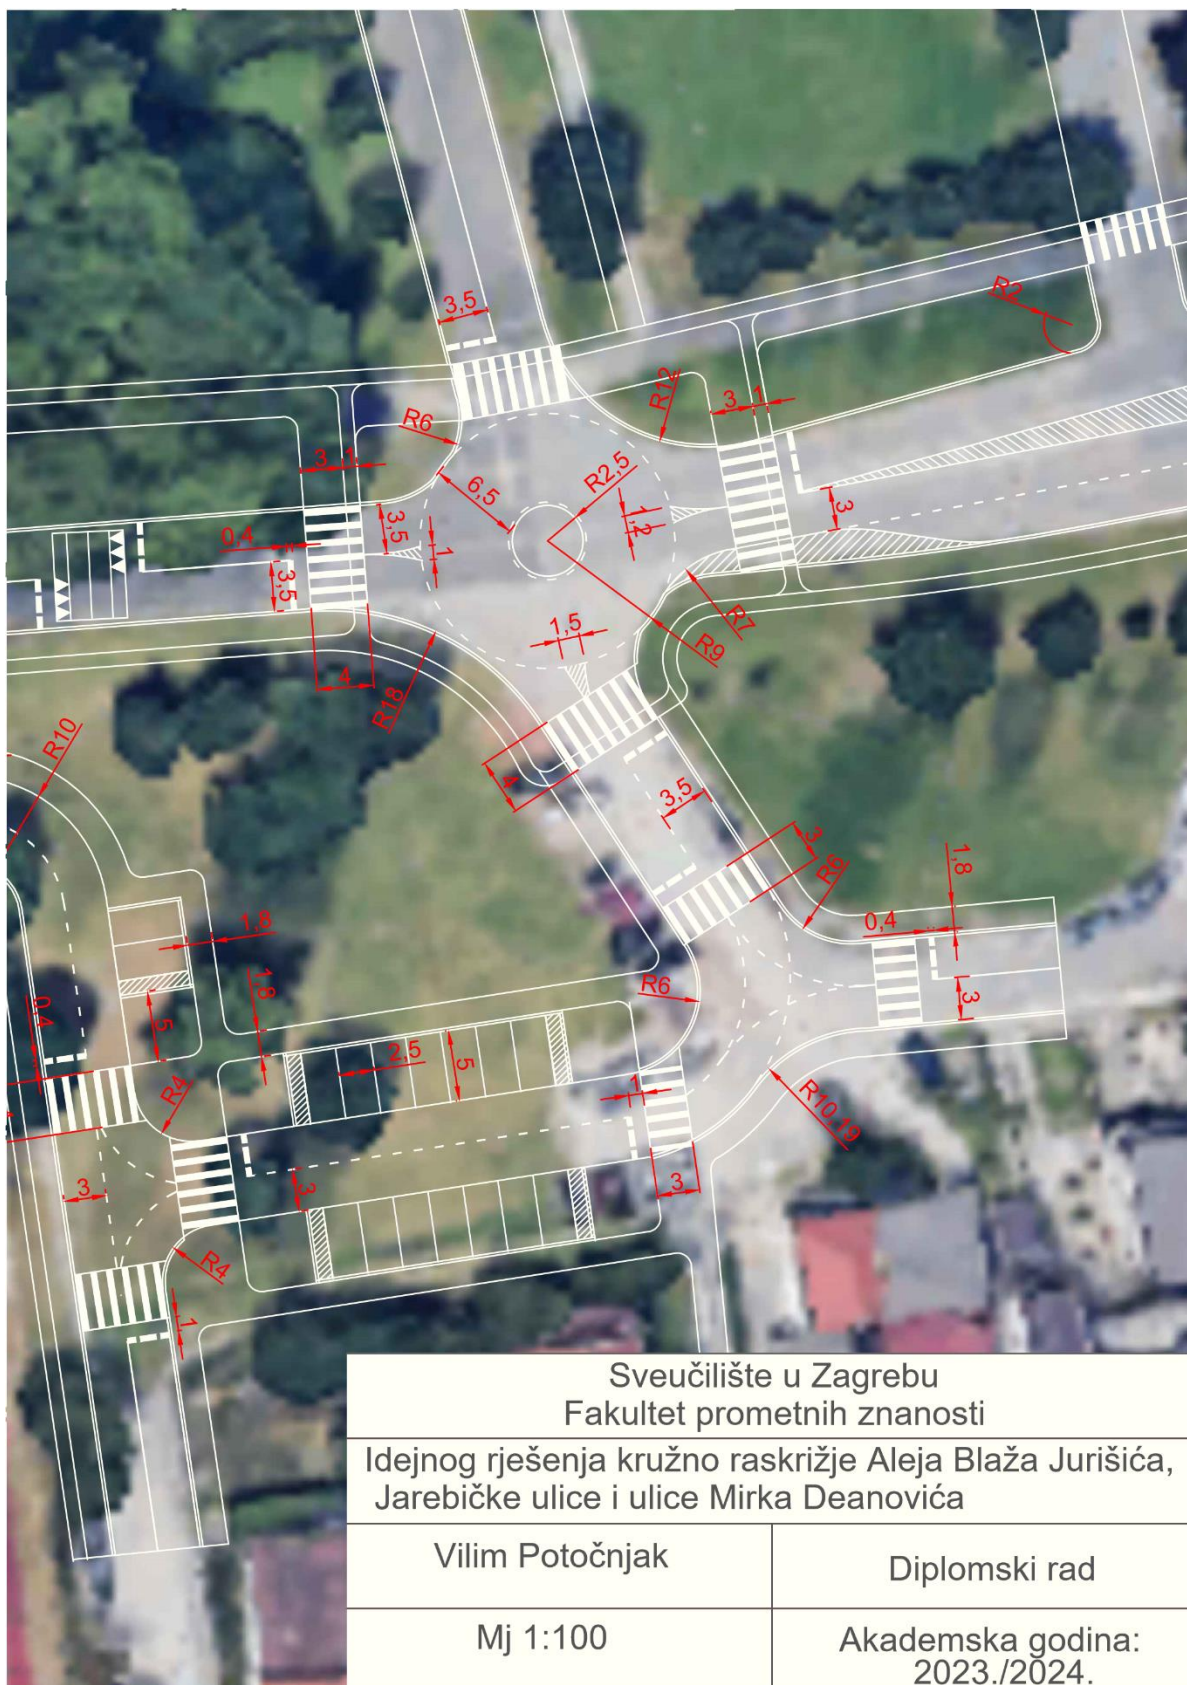 3,5
R12
R2
R6
3
1
3
1
6,5
R2,5
3,5
1
1,2
3
0,4
3,5
1,5
R7
R9
4
R18
R10
4
3,5
3
R6
1,8
0,4
3
1,8
1,8
R6
0,4
5
2,5
5
R4
1
R10,19
3
3
3
R4
1
Sveučilište u Zagrebu
Fakultet prometnih znanosti
Idejnog rješenja kružno raskrižje Aleja Blaža Jurišića,
Jarebičke ulice i ulice Mirka Deanovića
Vilim Potočnjak
Diplomski rad
Mj 1:100
Akademska godina:
2023./2024.